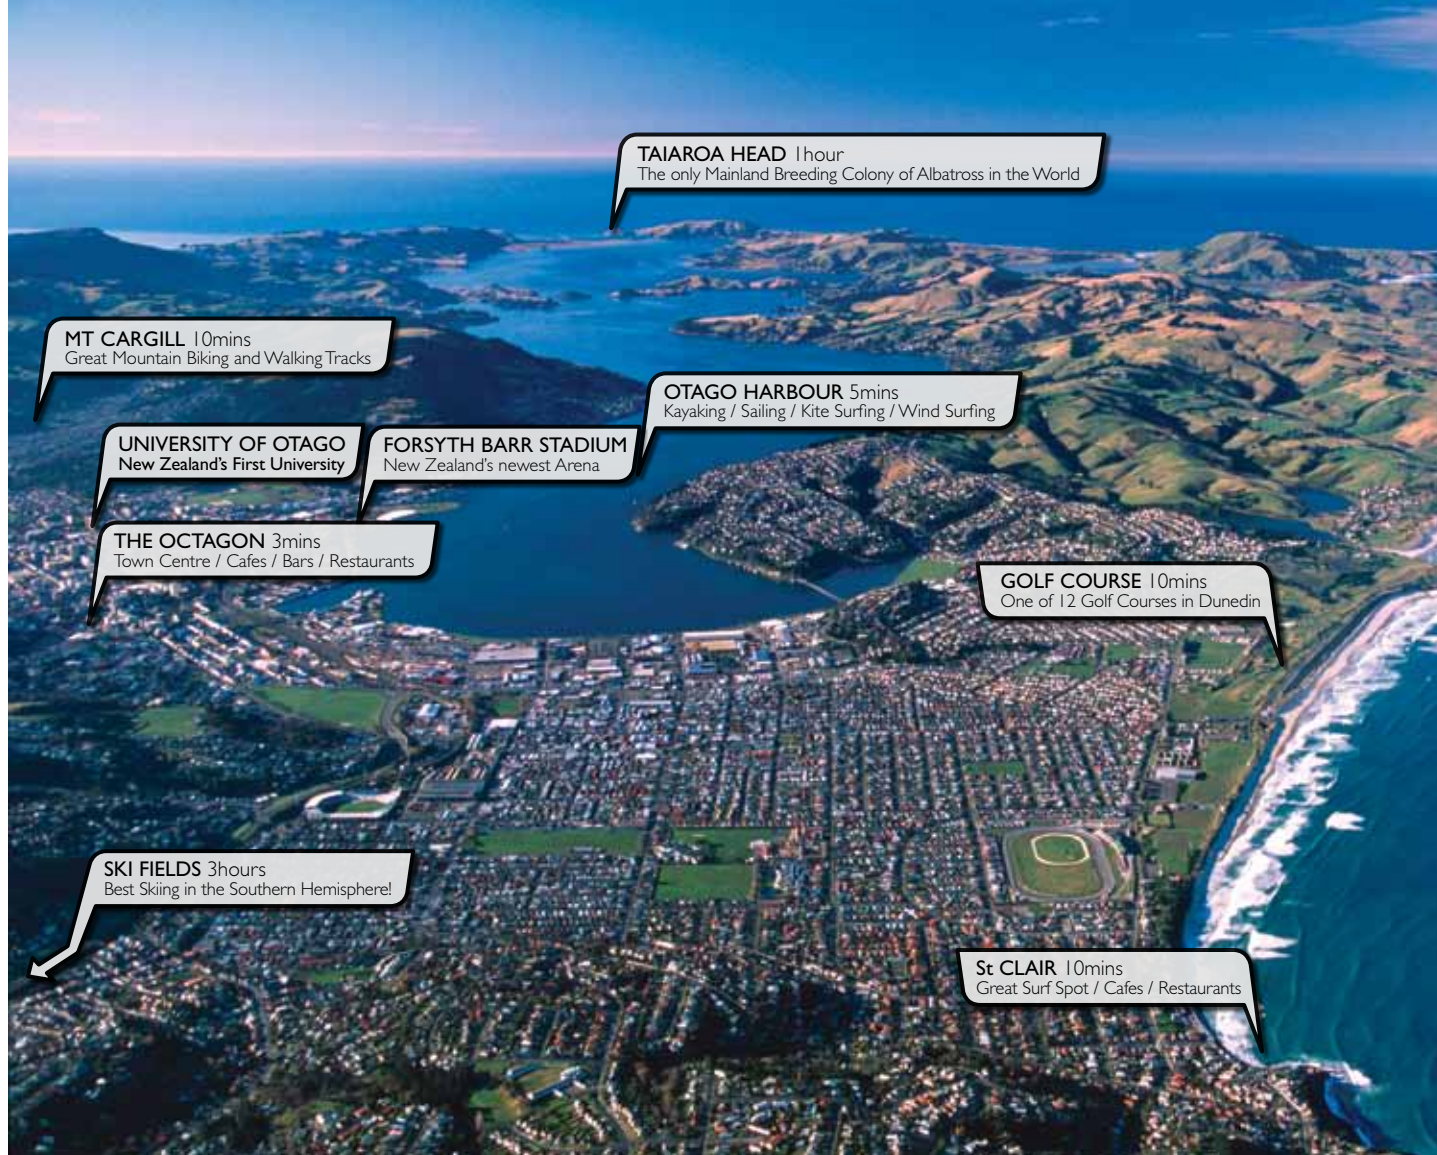 TAIAROA HEAD 1hour
The only Mainland Breeding Colony of Albatross in the World
MT CARGILL 10mins
Great Mountain Biking and Walking Tracks
OTAGO HARBOUR 5mins
Kayaking / Sailing / Kite Surfing / Wind Surfing
UNIVERSITY OF OTAGO
New Zealand's First University
FORSYTH BARR STADIUM
New Zealand's newest Arena
THE OCTAGON 3mins
Town Centre / Cafes / Bars / Restaurants
GOLF COURSE 10mins
One of 12 Golf Courses in Dunedin
SKI FIELDS 3hours
Best Skiing in the Southern Hemisphere!
St CLAIR 10mins
Great Surf Spot / Cafes / Restaurants